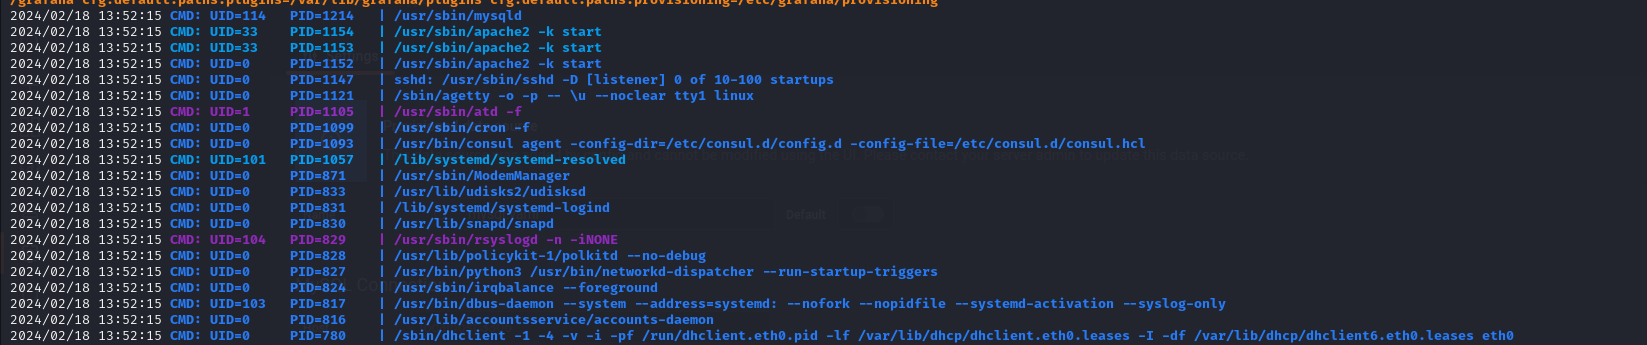 /grafana cfg.default.paths.plugins=/var/lib/grafana/plugins cfg.default.paths.provisioning=/etc/grafana/provisioning
2024/02/18 13:52:15 CMD: UID=114   PID=1214   | /usr/sbin/mysqld
2024/02/18 13:52:15 CMD: UID=33    PID=1154   | /usr/sbin/apache2 -k start
2024/02/18 13:52:15 CMD: UID=33    PID=1153   | /usr/sbin/apache2 -k start
2024/02/18 13:52:15 CMD: UID=0     PID=1152   | /usr/sbin/apache2 -k start
2024/02/18 13:52:15 CMD: UID=0     PID=1147   | sshd: /usr/sbin/sshd -D [listener] 0 of 10-100 startups
2024/02/18 13:52:15 CMD: UID=0     PID=1121   | /sbin/agetty -o -p -- \u --noclear tty1 linux
2024/02/18 13:52:15 CMD: UID=1     PID=1105   | /usr/sbin/atd -f
2024/02/18 13:52:15 CMD: UID=0     PID=1099   | /usr/sbin/cron -f
2024/02/18 13:52:15 CMD: UID=0     PID=1093   | /usr/bin/consul agent -config-dir=/etc/consul.d/config.d -config-file=/etc/consul.d/consul.hcl
2024/02/18 13:52:15 CMD: UID=101   PID=1057   | /lib/systemd/systemd-resolved
2024/02/18 13:52:15 CMD: UID=0     PID=871    | /usr/sbin/ModemManager
2024/02/18 13:52:15 CMD: UID=0     PID=833    | /usr/lib/udisks2/udisksd
2024/02/18 13:52:15 CMD: UID=0     PID=831    | /lib/systemd/systemd-logind
2024/02/18 13:52:15 CMD: UID=0     PID=830    | /usr/lib/snapd/snapd
2024/02/18 13:52:15 CMD: UID=104   PID=829    | /usr/sbin/rsyslogd -n -iNONE
2024/02/18 13:52:15 CMD: UID=0     PID=828    | /usr/lib/policykit-1/polkitd --no-debug
2024/02/18 13:52:15 CMD: UID=0     PID=827    | /usr/bin/python3 /usr/bin/networkd-dispatcher --run-startup-triggers
2024/02/18 13:52:15 CMD: UID=0     PID=824    | /usr/sbin/irqbalance --foreground
2024/02/18 13:52:15 CMD: UID=103   PID=817    | /usr/bin/dbus-daemon --system --address=systemd: --nofork --nopidfile --systemd-activation --syslog-only
2024/02/18 13:52:15 CMD: UID=0     PID=816    | /usr/lib/accountsservice/accounts-daemon
2024/02/18 13:52:15 CMD: UID=0     PID=780    | /sbin/dhclient -1 -4 -v -i -pf /run/dhclient.eth0.pid -lf /var/lib/dhcp/dhclient.eth0.leases -I -df /var/lib/dhcp/dhclient6.eth0.leases eth0
Default